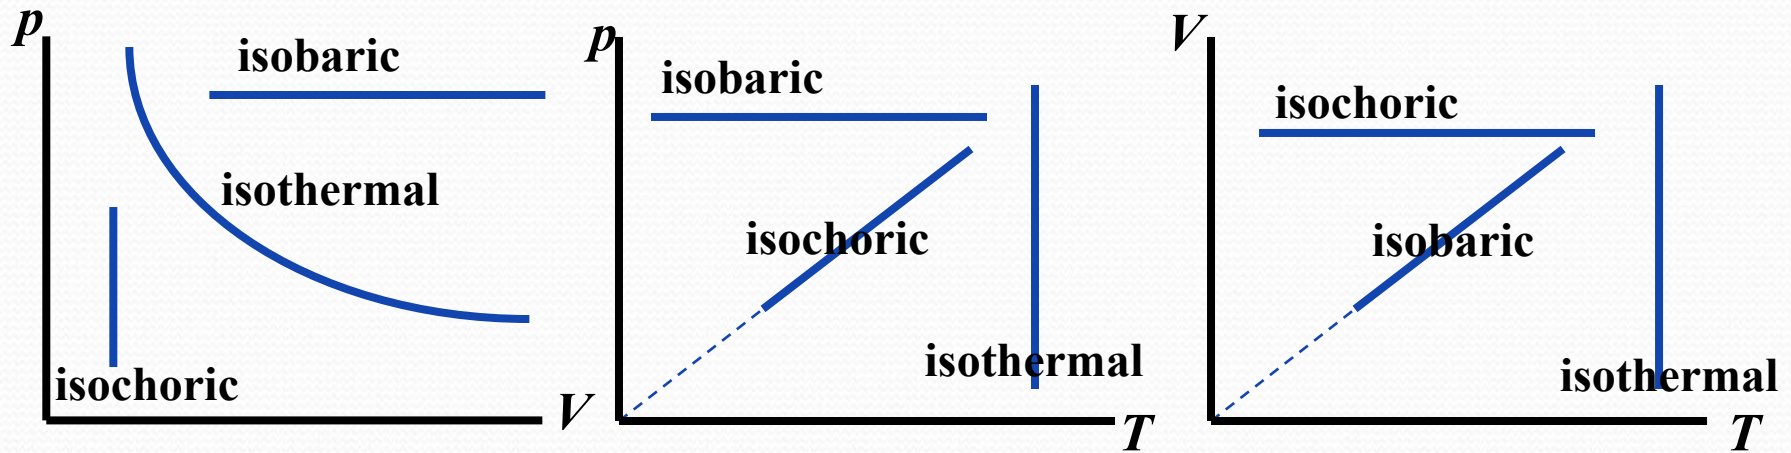 p
isobaric
isothermal
isochoric
V
p
isobaric
isochoric
isothermal
T
V
isochoric
isobaric
isothermal
T